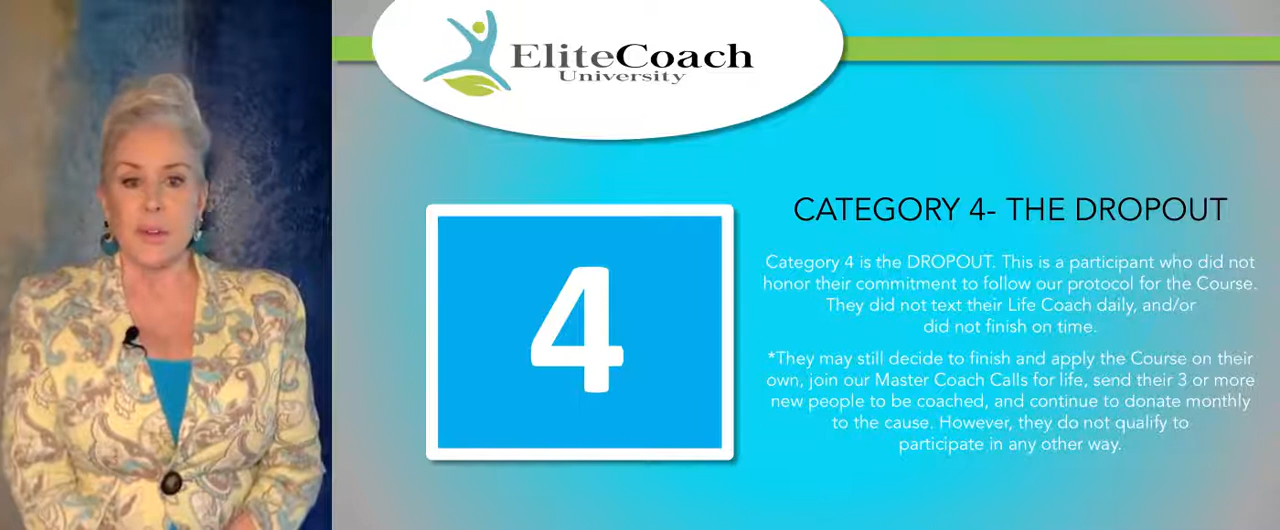 EliteCoach
University
4
CATEGORY 4- THE DROPOUT
Category 4 is the DROPOUT. This is a participant who did not
honor their commitment to follow our protocol for the Course.
They did not text their Life Coach daily, and/or
did not finish on time.
*They may still decide to finish and apply the Course on their
own, join our Master Coach Calls for life, send their 3 or more
new people to be coached, and continue to donate monthly
to the cause. However, they do not qualify to
participate in any other way.